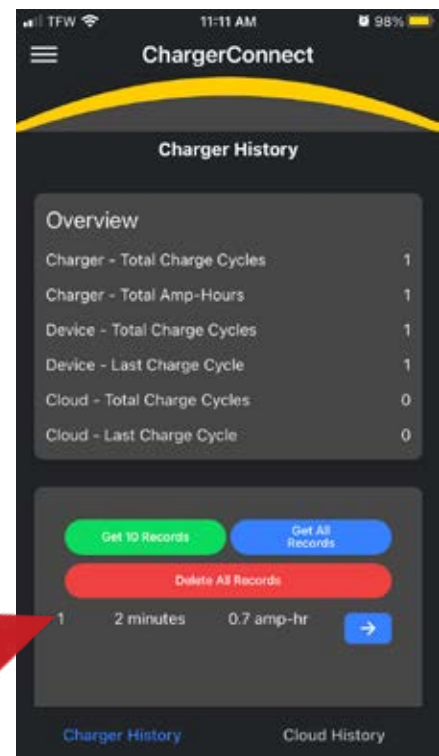 TFW 11:11 AM 98%
ChargerConnect
Charger History
Overview
Charger - Total Charge Cycles 1
Charger - Total Amp-Hours 1
Device - Total Charge Cycles 1
Device - Last Charge Cycle 1
Cloud - Total Charge Cycles 0
Cloud - Last Charge Cycle 0
Get 10 Records
Get All
Records
Delete All Records
1 2 minutes 0.7 amp-hr
Charger History Cloud History